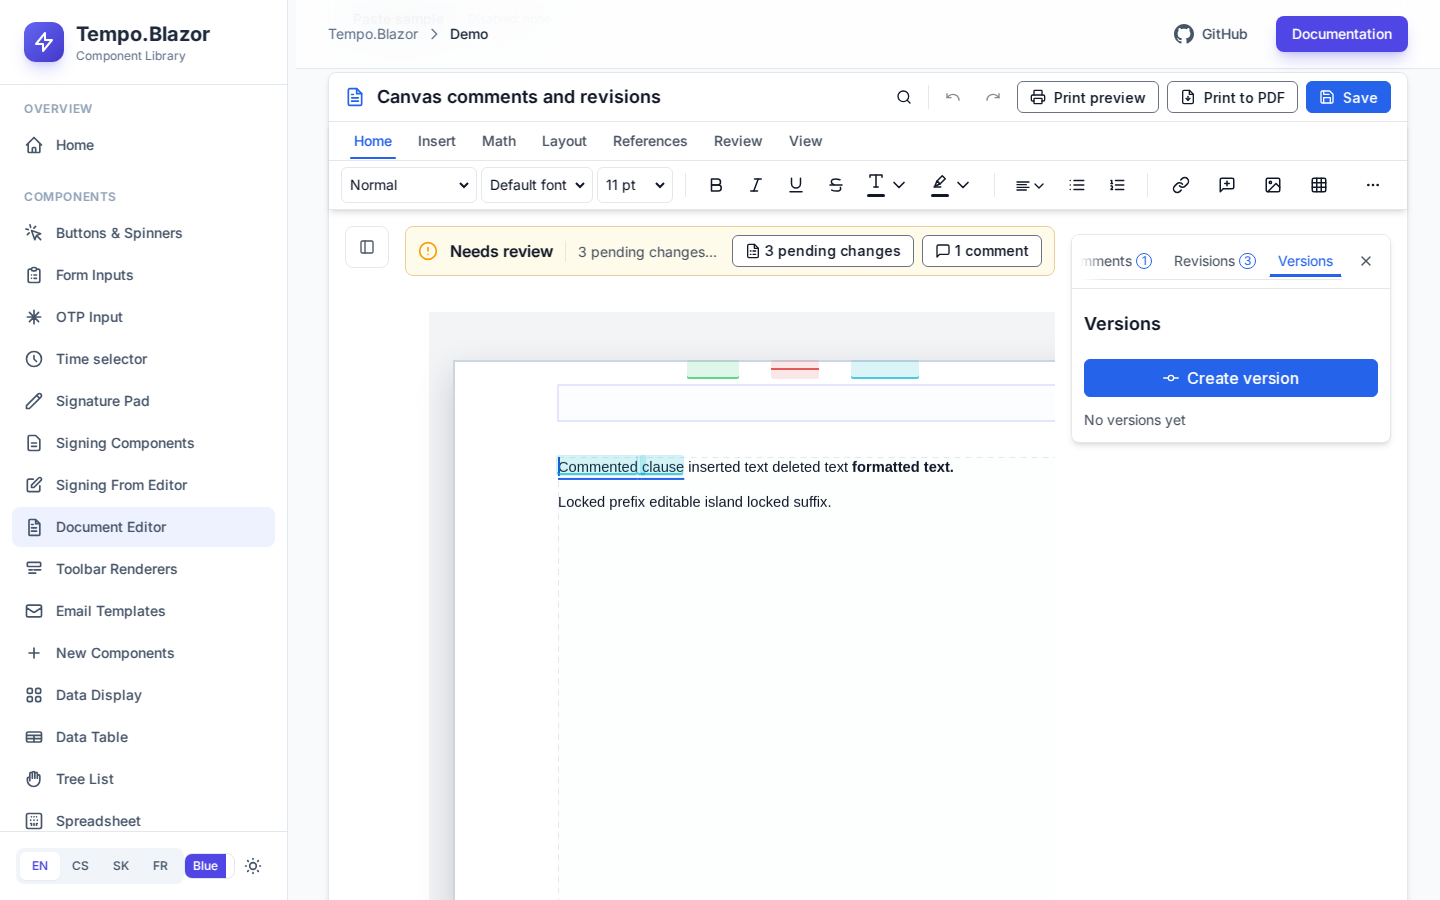 Tempo.Blazor
Component Library
OVERVIEW
Home
COMPONENTS
Buttons & Spinners
Form Inputs
OTP Input
Time selector
Signature Pad
Signing Components
Signing From Editor
Document Editor
Toolbar Renderers
Email Templates
New Components
Data Display
Data Table
Tree List
Spreadsheet
EN CS SK FR Blue
Paste sample
Tempo.Blazor > Demo
GitHub
Documentation
Canvas comments and revisions
Print preview
Print to PDF
Save
Home Insert Math Layout References Review View
Normal Default font 11 pt
Needs review 3 pending changes... 3 pending changes 1 comment
mments 1 Revisions 3 Versions
Versions
Create version
No versions yet
Commented clause inserted text deleted text formatted text.
Locked prefix editable island locked suffix.